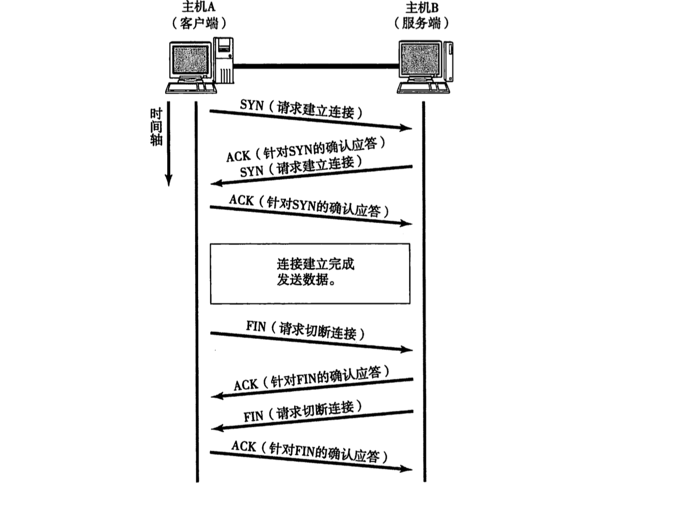 主机A
（客户端）
主机B
（服务端）
时间轴
SYN（请求建立连接）
ACK（针对SYN的确认应答）
SYN（请求建立连接）
ACK（针对SYN的确认应答）
连接建立完成
发送数据。
FIN（请求切断连接）
ACK（针对FIN的确认应答）
FIN（请求切断连接）
ACK（针对FIN的确认应答）